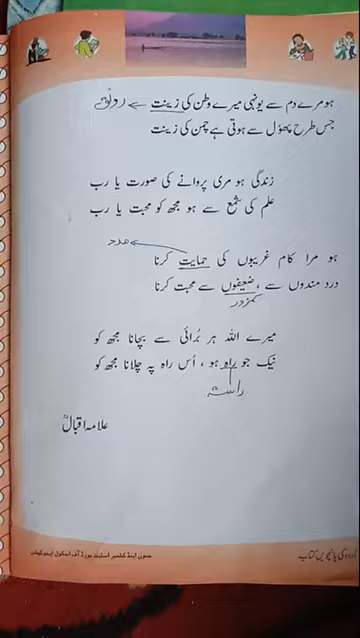 ہو مرے دم سے یونہی میرے وطن کی زینت ← رونق
جس طرح پھول سے ہوتی ہے چمن کی زینت
زندگی ہو مری پروانے کی صورت یا رب
علم کی شمع سے ہو مجھ کو محبت یا رب
مدد
ہو مرا کام غریبوں کی حمایت کرنا
درد مندوں سے ، ضعیفوں سے محبت کرنا
کمزور
میرے اللہ ہر بُرائی سے بچانا مجھ کو
نیک جو راہ ہو ، اُس راہ پہ چلانا مجھ کو
راستہ
علامہ اقبالؒ
جموں اینڈ کشمیر اسٹیٹ بورڈ آف اسکول ایجوکیشن
اُردو کی پانچویں کتاب